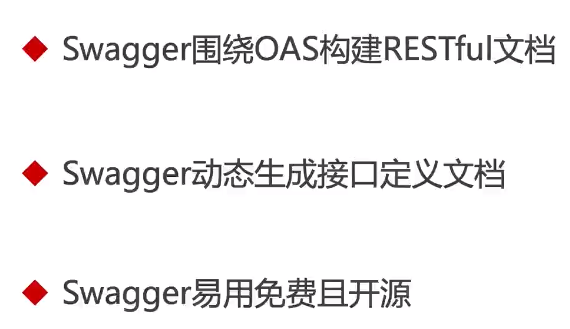 Swagger围绕OAS构建RESTful文档
Swagger动态生成接口定义文档
Swagger易用免费且开源